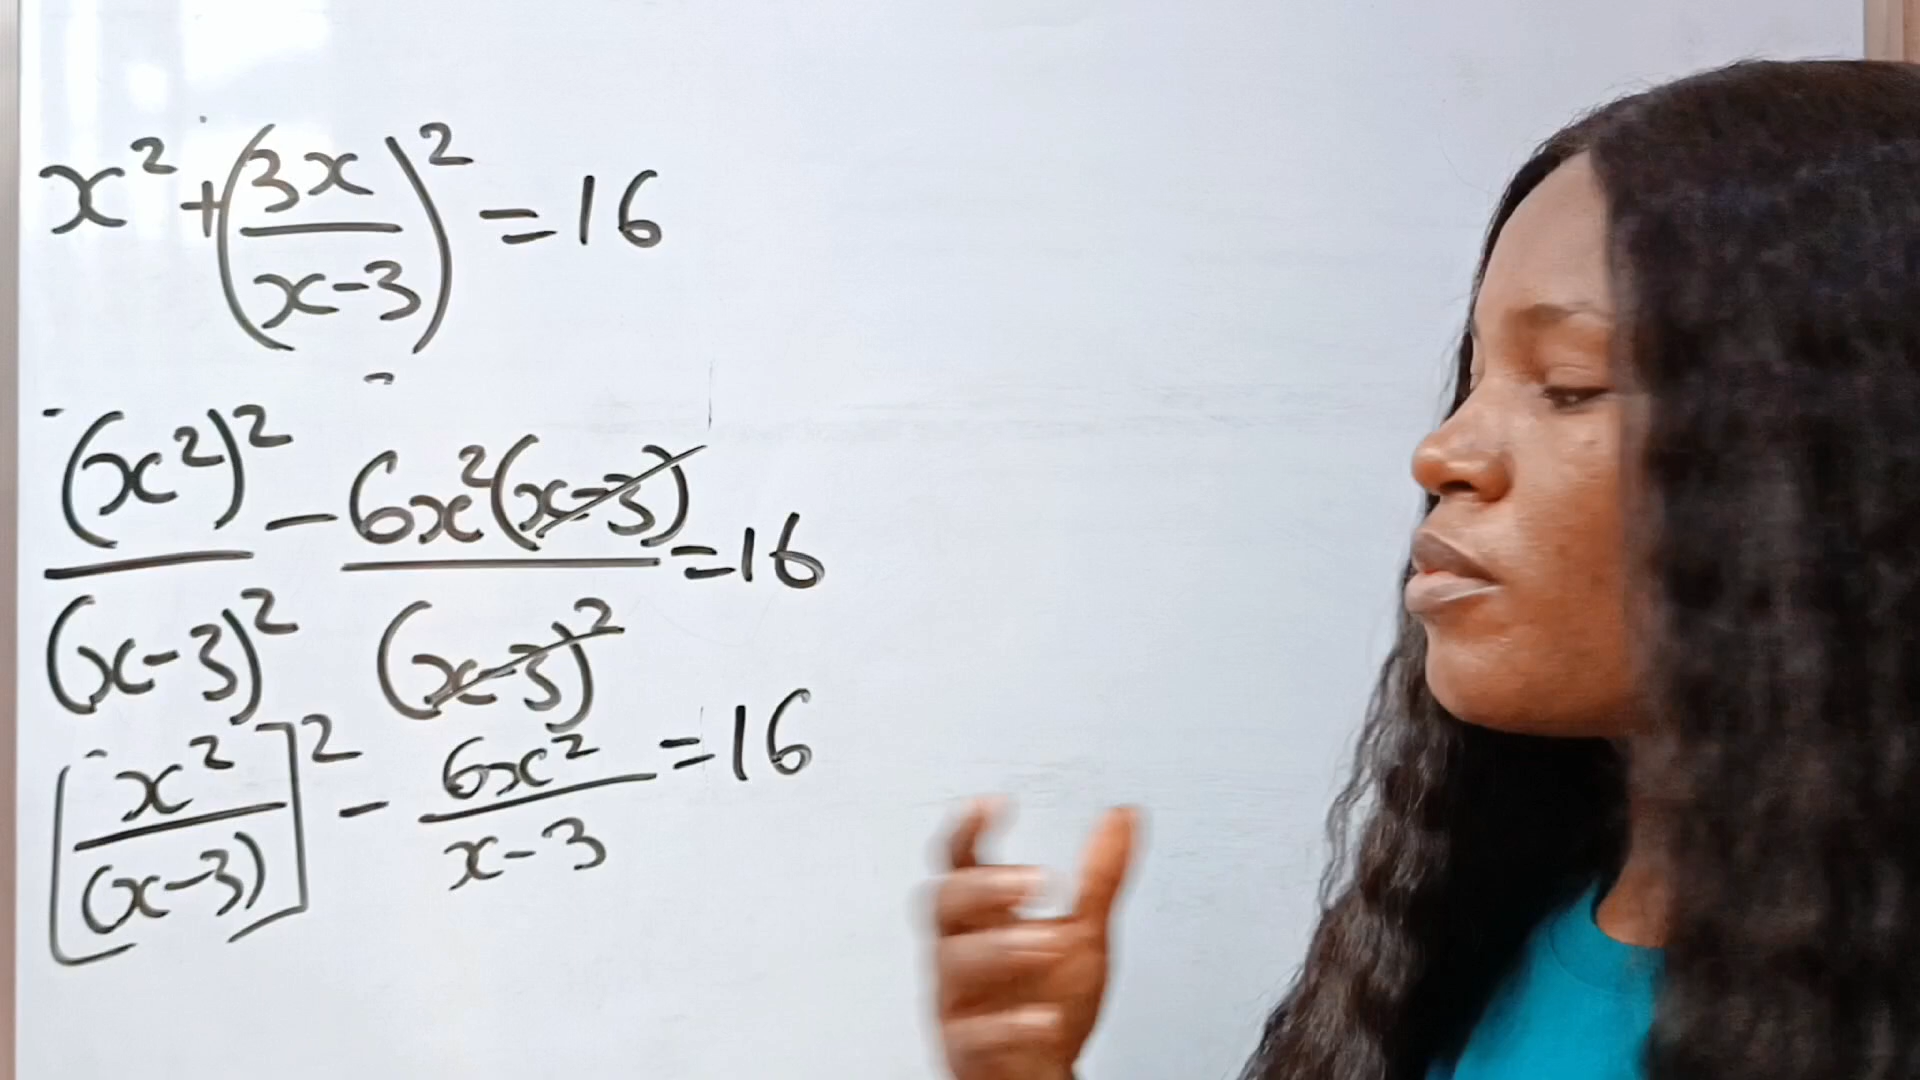 x² + (3x/(x-3))² = 16
(x²)²/(x-3)² - 6x²(x-3)/(x-3)² = 16
[x²/(x-3)]² - 6x²/(x-3) = 16